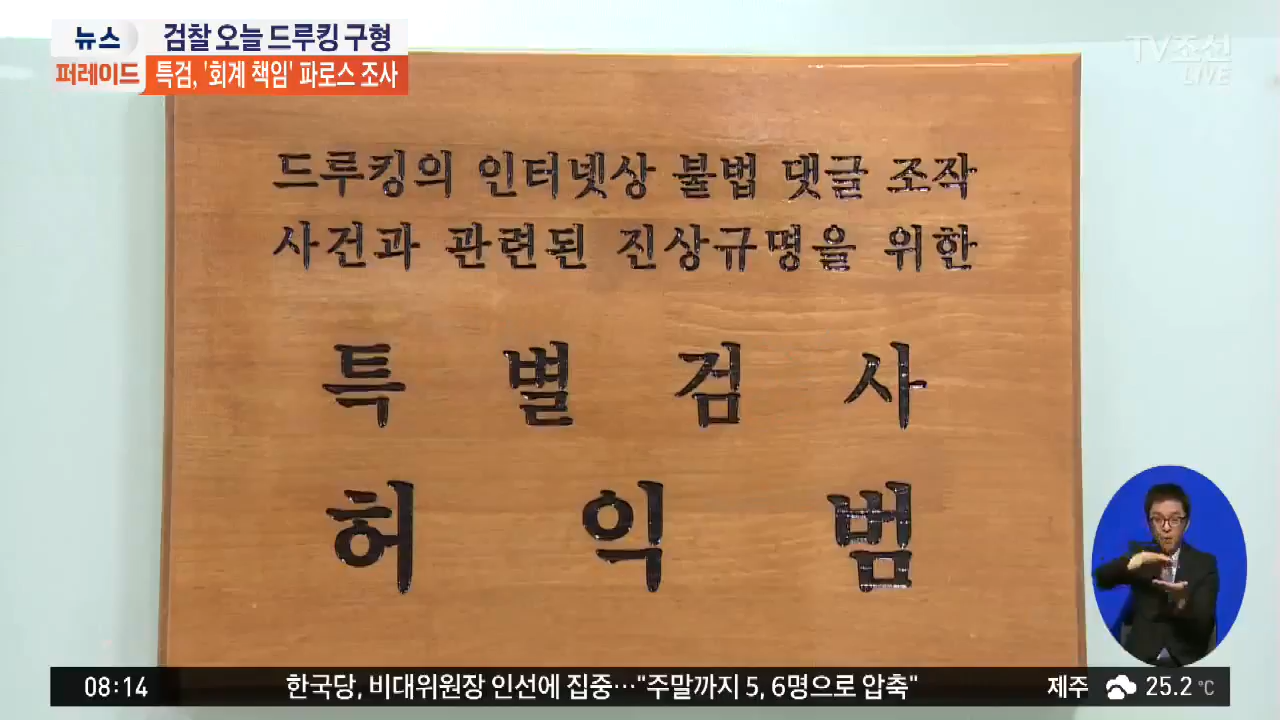 뉴스 검찰 오늘 드루킹 구형
퍼레이드 특검, '회계 책임' 파로스 조사
TV조선
LIVE
드루킹의 인터넷상 불법 댓글 조작
사건과 관련된 진상규명을 위한
특별검사
허익범
08:14 한국당, 비대위원장 인선에 집중…"주말까지 5, 6명으로 압축" 제주 25.2 ℃